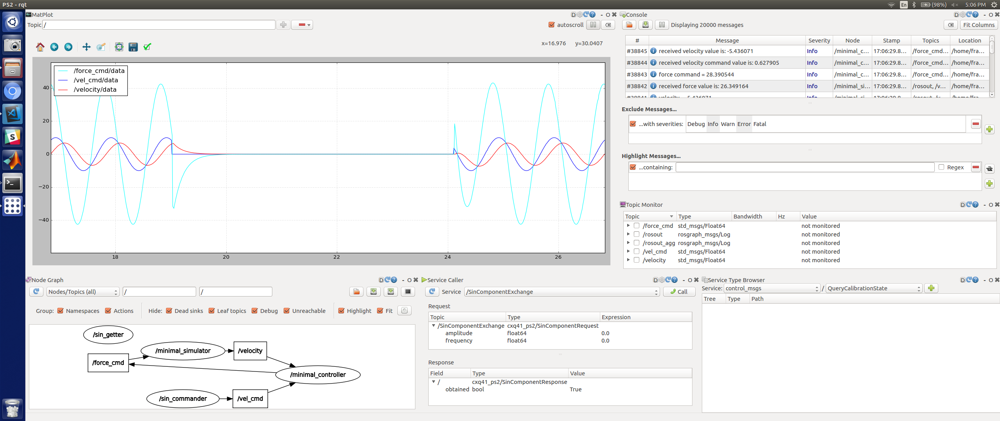 PS2 - rqt
En (98%) 5:06 PM
MatPlot
Topic /
autoscroll
x=16.976 y=30.0407
/force_cmd/data
/vel_cmd/data
/velocity/data
40
20
0
−20
−40
18 20 22 24 26
Console
Displaying 20000 messages
Fit Columns
# Message Severity Node Stamp Topics Location
#38845 received velocity value is: -5.436071 Info /minimal_c... 17:06:29.8... /force_cmd... /home/fra...
#38844 received velocity command value is: 0.627905 Info /minimal_c... 17:06:29.8... /force_cmd... /home/fra...
#38843 force command = 28.390544 Info /minimal_c... 17:06:29.8... /force_cmd... /home/fra...
#38842 received force value is: 26.349164 Info /minimal_si... 17:06:29.8... /rosout, /v... /home/fra...
Exclude Messages...
...with severities: Debug Info Warn Error Fatal
Highlight Messages...
...containing: Regex
Topic Monitor
Topic Type Bandwidth Hz Value
/force_cmd std_msgs/Float64 not monitored
/rosout rosgraph_msgs/Log not monitored
/rosout_agg rosgraph_msgs/Log not monitored
/vel_cmd std_msgs/Float64 not monitored
/velocity std_msgs/Float64 not monitored
Node Graph
Nodes/Topics (all) / /
Group: Namespaces Actions Hide: Dead sinks Leaf topics Debug Unreachable Highlight Fit
/sin_getter
/minimal_simulator
/velocity
/force_cmd
/minimal_controller
/sin_commander
/vel_cmd
Service Caller
Service /SinComponentExchange Call
Request
Topic Type Expression
/SinComponentExchange cxq41_ps2/SinComponentRequest
amplitude float64 0.0
frequency float64 0.0
Response
Field Type Value
/ cxq41_ps2/SinComponentResponse
obtained bool True
Service Type Browser
Service: control_msgs / QueryCalibrationState
Tree Type Path